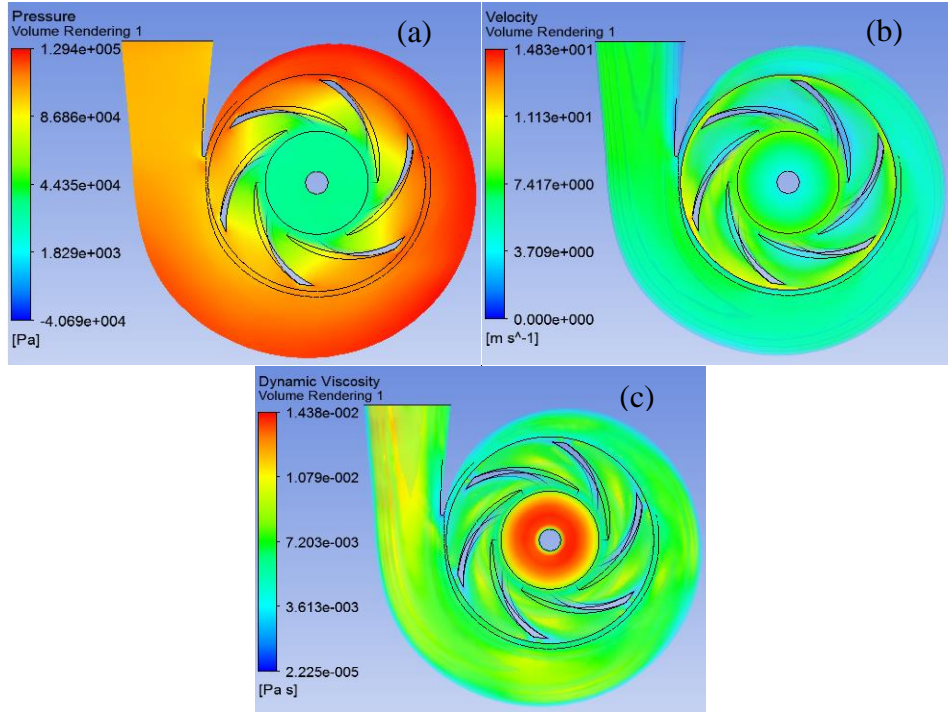 Pressure
Volume Rendering 1
(a)
1.294e+005
8.686e+004
4.435e+004
1.829e+003
-4.069e+004
[Pa]
Velocity
Volume Rendering 1
(b)
1.483e+001
1.113e+001
7.417e+000
3.709e+000
0.000e+000
[m s^-1]
Dynamic Viscosity
Volume Rendering 1
(c)
1.438e-002
1.079e-002
7.203e-003
3.613e-003
2.225e-005
[Pa s]